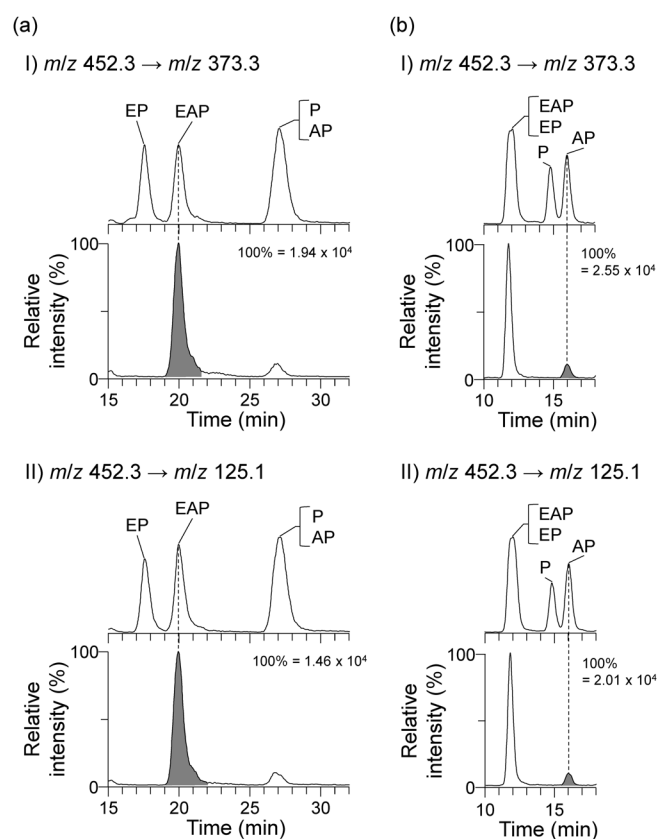 (a)
I) m/z 452.3 → m/z 373.3
EP
EAP
P
AP
100
100% = 1.94 x 10⁴
Relative
intensity (%)
0
15 20 25 30
Time (min)
II) m/z 452.3 → m/z 125.1
EP
EAP
P
AP
100
100% = 1.46 x 10⁴
Relative
intensity (%)
0
15 20 25 30
Time (min)
(b)
I) m/z 452.3 → m/z 373.3
EAP
EP
P
AP
100
100%
= 2.55 x 10⁴
Relative
intensity (%)
0
10 15
Time (min)
II) m/z 452.3 → m/z 125.1
EAP
EP
P
AP
100
100%
= 2.01 x 10⁴
Relative
intensity (%)
0
10 15
Time (min)